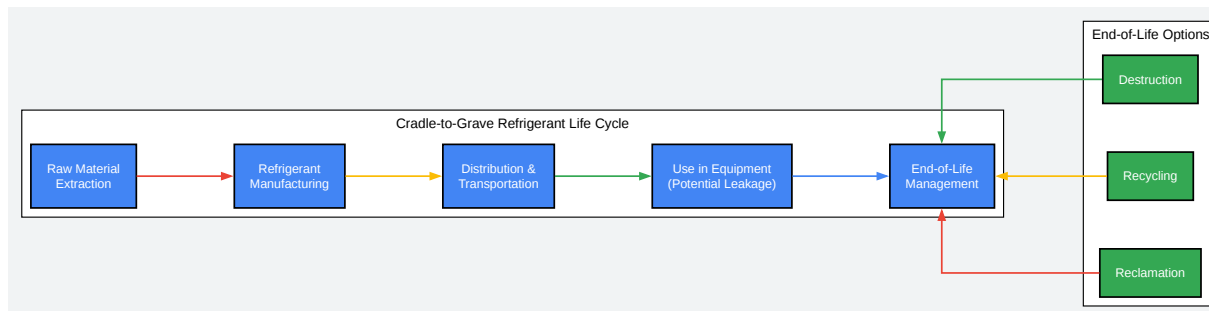 End-of-Life Options
Destruction
Cradle-to-Grave Refrigerant Life Cycle
Raw Material
Extraction
Refrigerant
Manufacturing
Distribution &
Transportation
Use in Equipment
(Potential Leakage)
End-of-Life
Management
Recycling
Reclamation